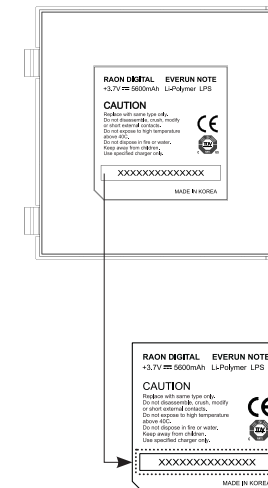 RAON DIGITAL EVERUN NOTE
+3.7V 5600mAh Li-Polymer LPS
CAUTION
Replace with same type only.
Do not disassemble, crush, modify
or short external contacts.
Do not expose to high temperature
above 40C.
Do not dispose in fire or water.
Keep away from children.
Use specified charger only.
CE
XXXXXXXXXXXXXX
MADE IN KOREA
RAON DIGITAL EVERUN NOTE
+3.7V 5600mAh Li-Polymer LPS
CAUTION
Replace with same type only.
Do not disassemble, crush, modify
or short external contacts.
Do not expose to high temperature
above 40C.
Do not dispose in fire or water.
Keep away from children.
Use specified charger only.
XXXXXXXXXXXXXX
MADE IN KOREA